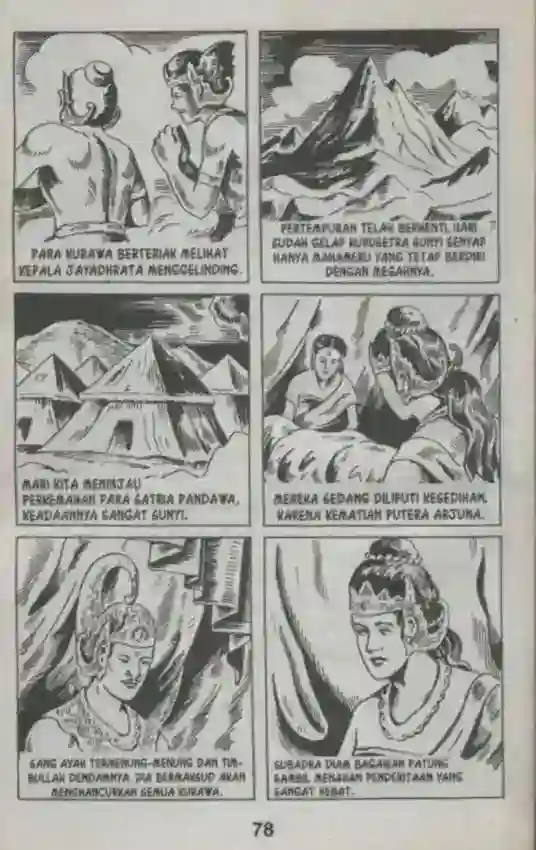 PARA KURAWA BERTERIAK MELIHAT
KEPALA JAYADHRATA MENGGELINDING.
PERTEMPURAN TELAH BERHENTI, HARI
SUDAH GELAP KURUSETRA SUNYI SENYAP
HANYA MAHAMERU YANG TETAP BERDIRI
DENGAN MEGAHNYA.
MARI KITA MENINJAU
PERKEMAHAN PARA SATRIA PANDAWA,
KEADAANNYA SANGAT SUNYI.
MEREKA SEDANG DILIPUTI KESEDIHAN,
KARENA KEMATIAN PUTERA ARJUNA.
SANG AYAH TERMENUNG-MENUNG DAN TIM-
BULLAH DENDAMNYA. DIA BERMAKSUD AKAN
MENGHANCURKAN SEMUA KURAWA.
SUBADRA DIAM BAGAIKAN PATUNG
SAMBIL MENAHAN PENDERITAAN YANG
SANGAT HEBAT.
78